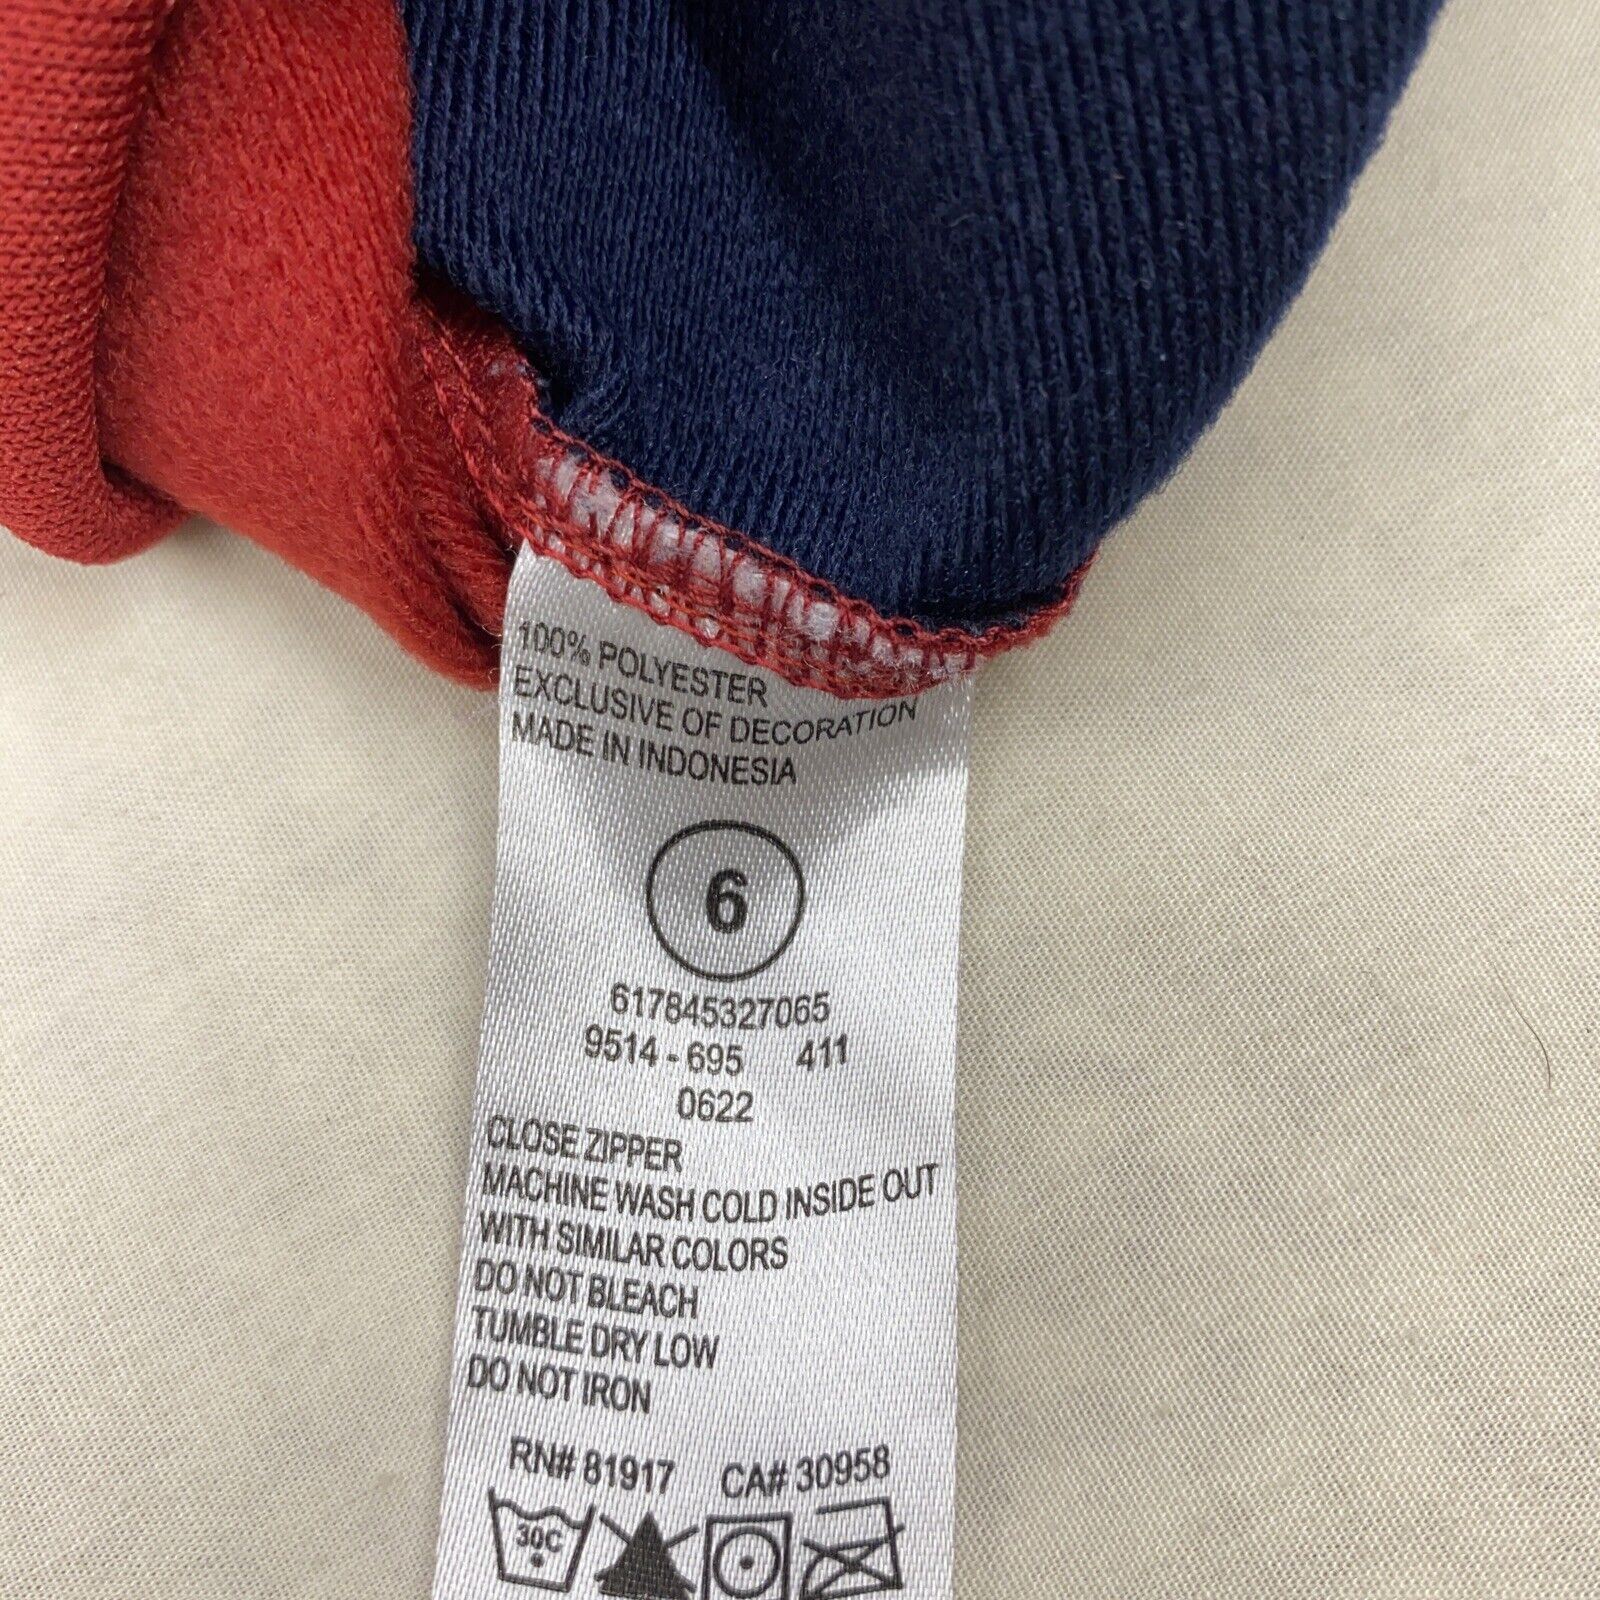 100% POLYESTER
EXCLUSIVE OF DECORATION
MADE IN INDONESIA
6
617845327065
9514-695 411
0622
CLOSE ZIPPER
MACHINE WASH COLD INSIDE OUT
WITH SIMILAR COLORS
DO NOT BLEACH
TUMBLE DRY LOW
DO NOT IRON
RN# 81917 CA# 30958
30C